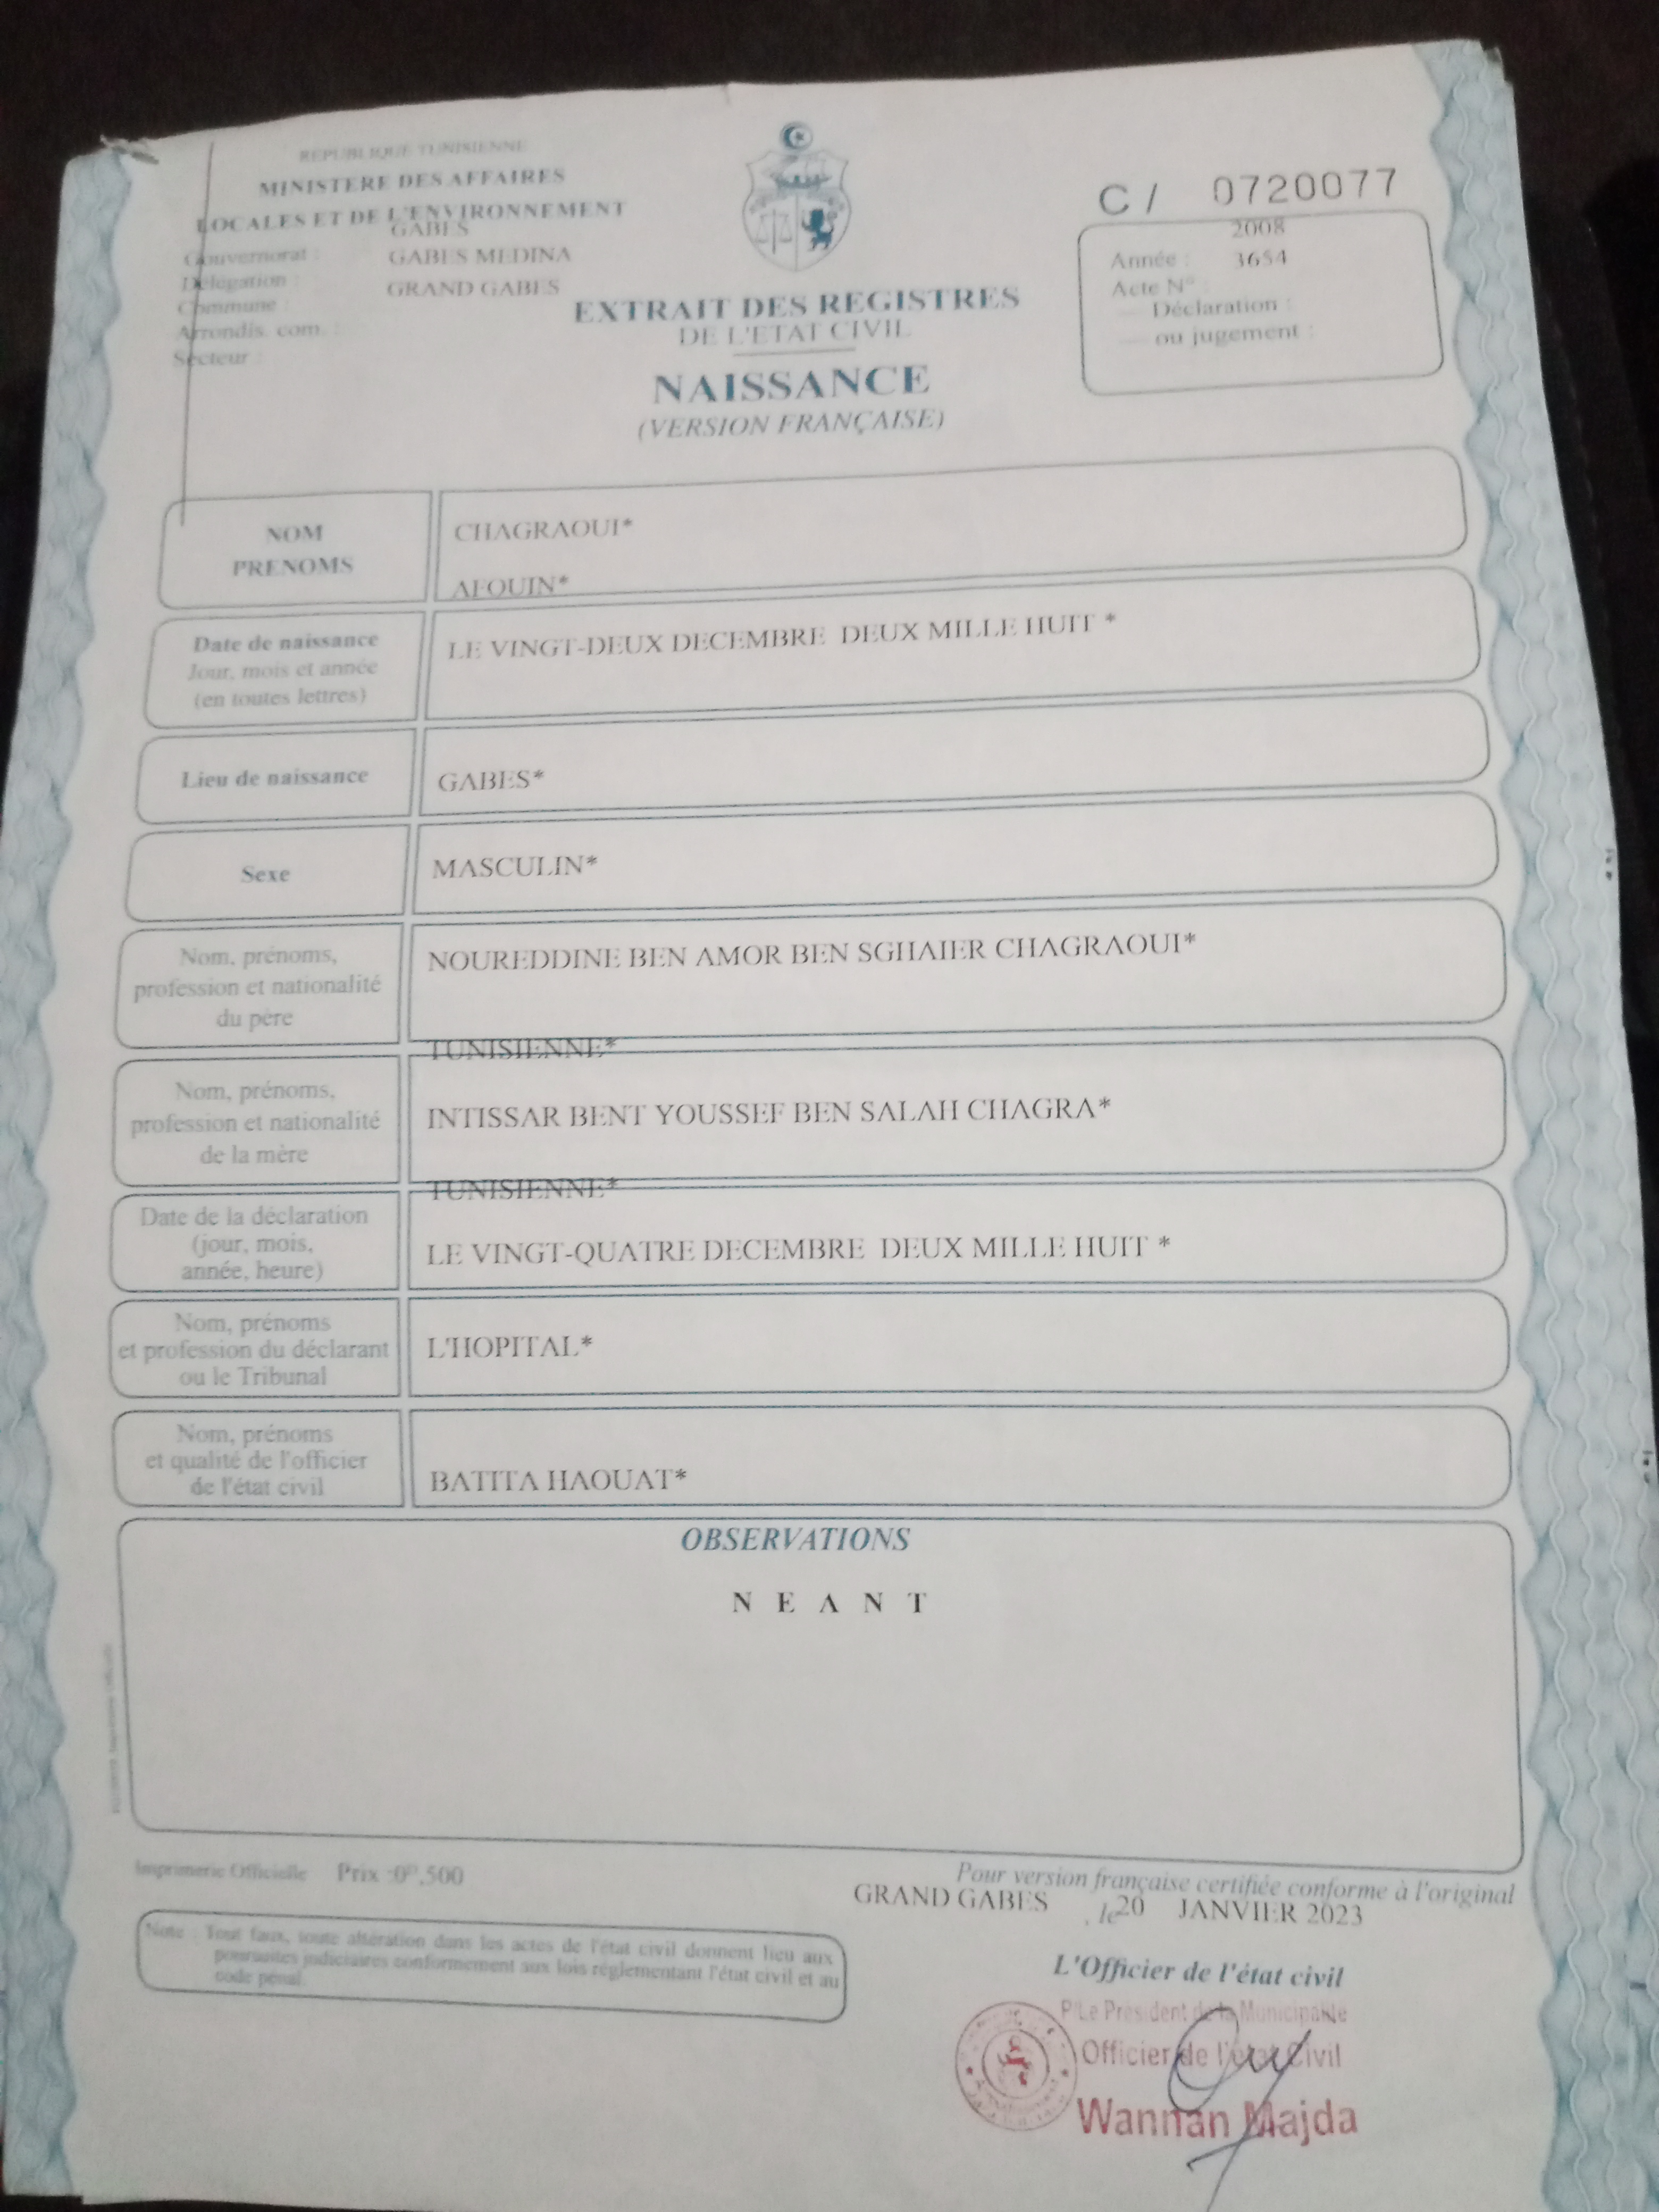 REPUBLIQUE TUNISIENNE
MINISTERE DES AFFAIRES
LOCALES ET DE L'ENVIRONNEMENT
Gouvernorat : GABES
Délégation : GABES MEDINA
Commune : GRAND GABES
Arrondis. com. :
Secteur :
C / 0720077
2008
Année : 3654
Acte N° :
Déclaration :
ou jugement :
EXTRAIT DES REGISTRES
DE L'ETAT CIVIL
NAISSANCE
(VERSION FRANÇAISE)
NOM
PRENOMS
CHAGRAOUI*
AFOUIN*
Date de naissance
Jour, mois et année
(en toutes lettres)
LE VINGT-DEUX DECEMBRE DEUX MILLE HUIT *
Lieu de naissance
GABES*
Sexe
MASCULIN*
Nom, prénoms,
profession et nationalité
du père
NOUREDDINE BEN AMOR BEN SGHAIER CHAGRAOUI*
TUNISIENNE*
Nom, prénoms,
profession et nationalité
de la mère
INTISSAR BENT YOUSSEF BEN SALAH CHAGRA*
TUNISIENNE*
Date de la déclaration
(jour, mois,
année, heure)
LE VINGT-QUATRE DECEMBRE DEUX MILLE HUIT *
Nom, prénoms
et profession du déclarant
ou le Tribunal
L'HOPITAL*
Nom, prénoms
et qualité de l'officier
de l'état civil
BATITA HAOUAT*
OBSERVATIONS
N E A N T
Imprimerie Officielle Prix :0ᴰ,500
Pour version française certifiée conforme à l'original
GRAND GABES , le 20 JANVIER 2023
Note : Tout faux, toute altération dans les actes de l'état civil donnent lieu aux
poursuites judiciaires conformement aux lois réglementant l'état civil et au
code pénal.
L'Officier de l'état civil
P/Le Président de la Municipalité
Officier de l'état Civil
Wannan Majda